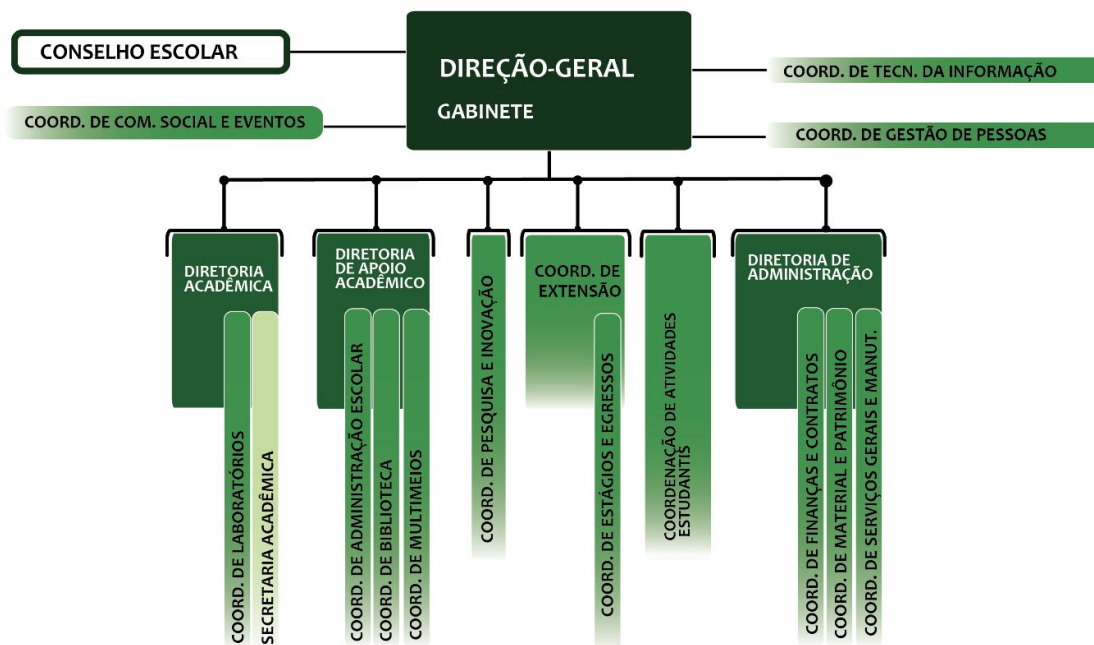 CONSELHO ESCOLAR
COORD. DE COM. SOCIAL E EVENTOS
DIREÇÃO-GERAL
GABINETE
COORD. DE TECN. DA INFORMAÇÃO
COORD. DE GESTÃO DE PESSOAS
DIRETORIA
ACADÊMICA
COORD. DE LABORATÓRIOS
SECRETARIA ACADÊMICA
DIRETORIA
DE APOIO
ACADÊMICO
COORD. DE ADMINISTRAÇÃO ESCOLAR
COORD. DE BIBLIOTECA
COORD. DE MULTIMEIOS
COORD. DE PESQUISA E INOVAÇÃO
COORD. DE
EXTENSÃO
COORD. DE ESTÁGIOS E EGRESSOS
COORDENAÇÃO DE ATIVIDADES
ESTUDANTIS
DIRETORIA DE
ADMINISTRAÇÃO
COORD. DE FINANÇAS E CONTRATOS
COORD. DE MATERIAL E PATRIMÔNIO
COORD. DE SERVIÇOS GERAIS E MANUT.